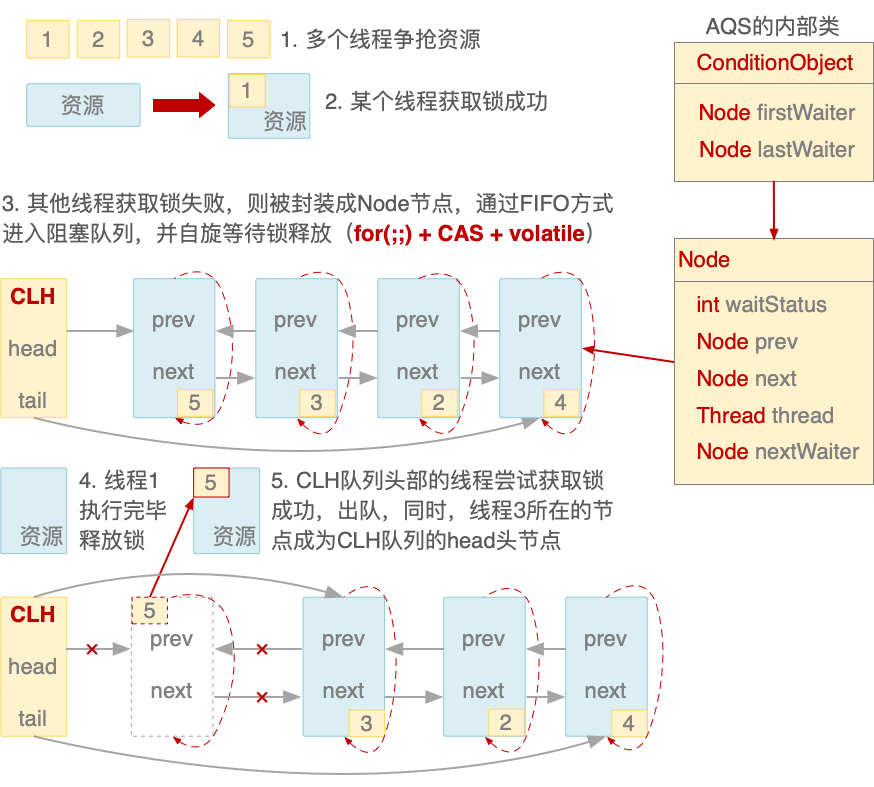 1 2 3 4 5
1. 多个线程争抢资源
资源
1
资源
2. 某个线程获取锁成功
AQS的内部类
ConditionObject
Node firstWaiter
Node lastWaiter
3. 其他线程获取锁失败，则被封装成Node节点，通过FIFO方式
进入阻塞队列，并自旋等待锁释放（for(;;) + CAS + volatile）
Node
int waitStatus
Node prev
Node next
Thread thread
Node nextWaiter
CLH
head
tail
prev
next
5
prev
next
3
prev
next
2
prev
next
4
资源
4. 线程1
执行完毕
释放锁
5
资源
5. CLH队列头部的线程尝试获取锁
成功，出队，同时，线程3所在的节
点成为CLH队列的head头节点
CLH
head
tail
5
prev
next
prev
next
3
prev
next
2
prev
next
4